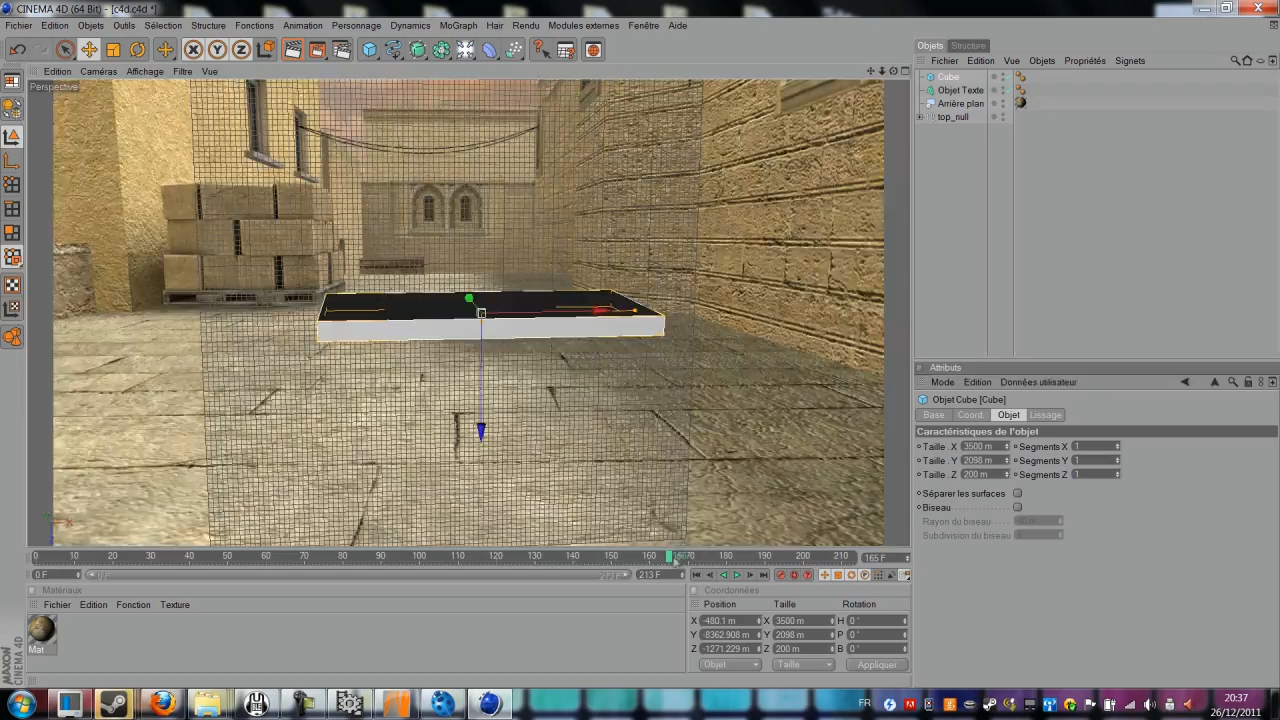 CINEMA 4D (64 Bit) - [c4d.c4d *]
Fichier Edition Objets Outils Sélection Structure Fonctions Animation Personnage Dynamics MoGraph Hair Rendu Modules externes Fenêtre Aide
Edition Caméras Affichage Filtre Vue
Perspective
Objets Structure
Fichier Edition Vue Objets Propriétés Signets
Cube
Objet Texte
Arrière plan
top_null
Attributs
Mode Edition Données utilisateur
Objet Cube [Cube]
Base Coord. Objet Lissage
Caractéristiques de l'objet
Taille . X 3500 m Segments X 1
Taille . Y 2098 m Segments Y 1
Taille . Z 200 m Segments Z 1
Séparer les surfaces
Biseau
Rayon du biseau
Subdivision du biseau
0 10 20 30 40 50 60 70 80 90 100 110 120 130 140 150 160 170 180 190 200 210 165 F
0 F 0 F 213 F 213 F
Matériaux
Fichier Edition Fonction Texture
Mat
Coordonnées
Position Taille Rotation
X -480.1 m X 3500 m H 0 °
Y -8362.908 m Y 2098 m P 0 °
Z -1271.229 m Z 200 m B 0 °
Objet Taille Appliquer
MAXON
CINEMA 4D
FR
20:37
26/12/2011